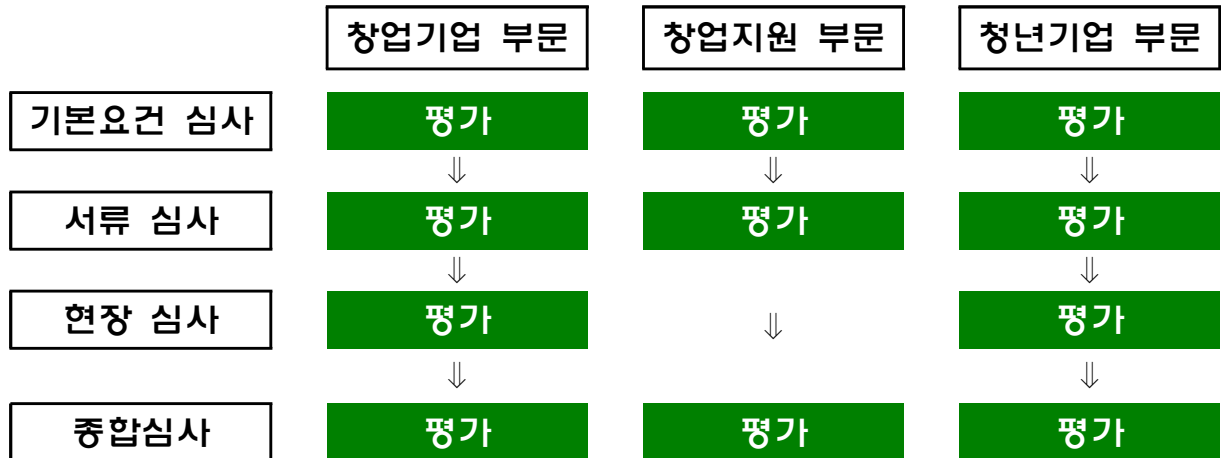 창업기업 부문 창업지원 부문 청년기업 부문
기본요건 심사 평가 평가 평가
⇓ ⇓ ⇓
서류 심사 평가 평가 평가
⇓ ⇓
현장 심사 평가 ⇓ 평가
⇓ ⇓
종합심사 평가 평가 평가